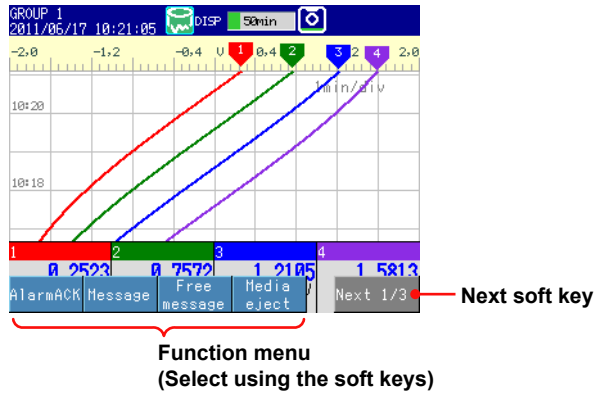 GROUP 1
2011/06/17 10:21:05 DISP 50min
-2.0 -1.2 -0.4 V 1 0.4 2 3 2 4 2.0
1min/div
10:20
10:18
1 2 3 4
0.2523 0.7572 1.2105 1.5813
AlarmACK Message Free message Media eject Next 1/3
Next soft key
Function menu
(Select using the soft keys)